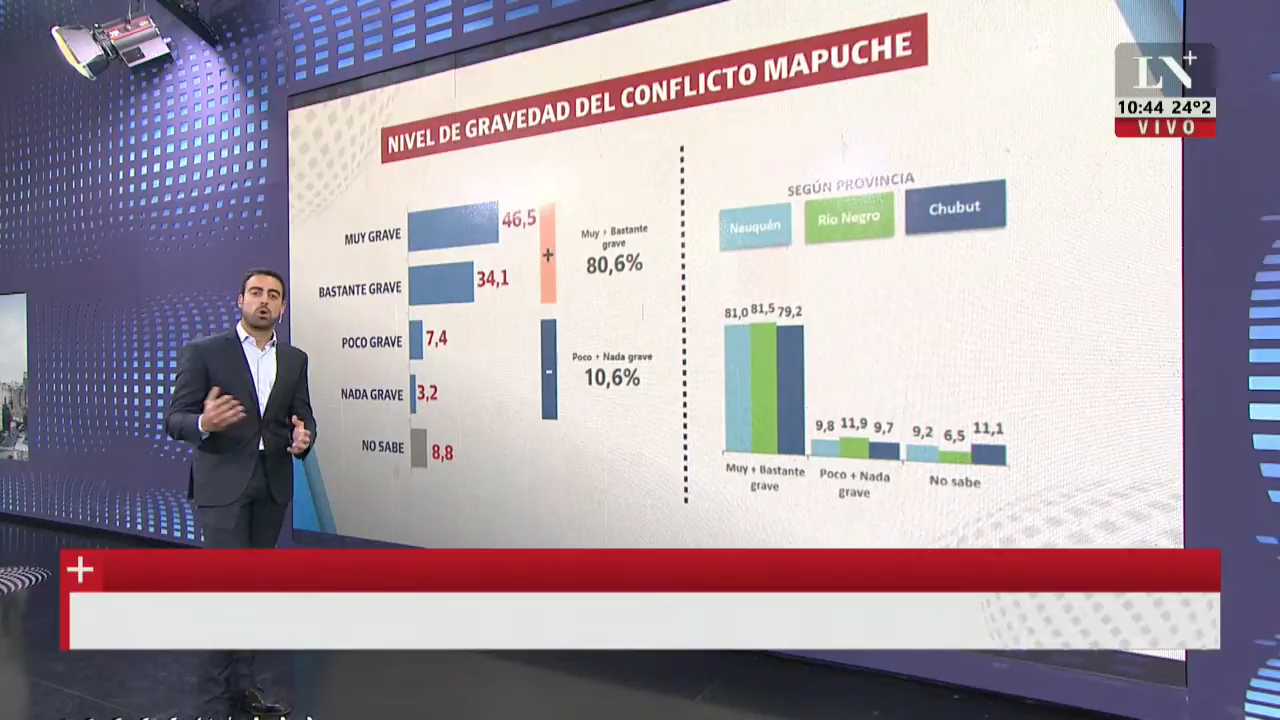 NIVEL DE GRAVEDAD DEL CONFLICTO MAPUCHE
LN+
10:44 24º2
VIVO
MUY GRAVE 46,5
BASTANTE GRAVE 34,1
POCO GRAVE 7,4
NADA GRAVE 3,2
NO SABE 8,8
+
Muy + Bastante
grave
80,6%
-
Poco + Nada grave
10,6%
SEGÚN PROVINCIA
Neuquén Río Negro Chubut
81,0 81,5 79,2
9,8 11,9 9,7
9,2 6,5 11,1
Muy + Bastante
grave
Poco + Nada
grave
No sabe
+